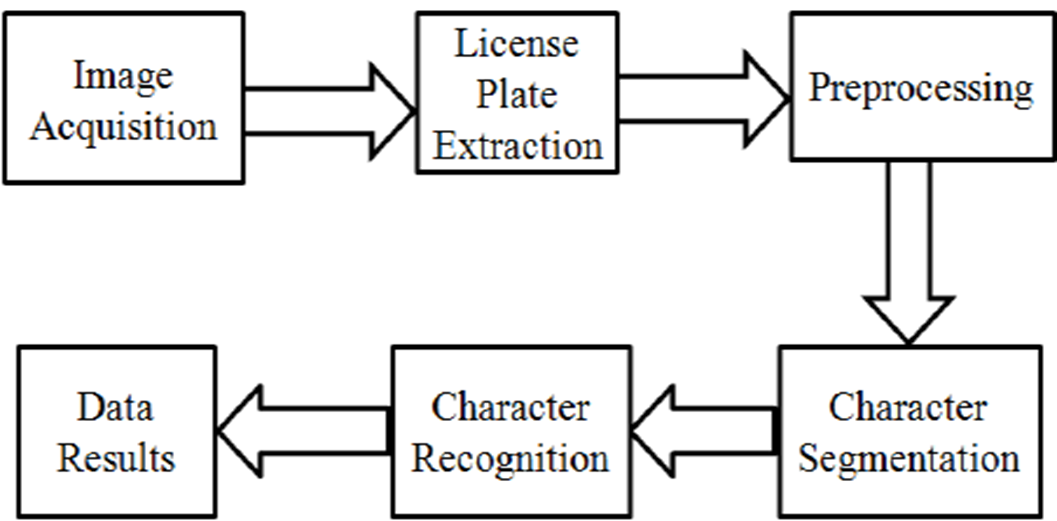 Image
Acquisition
License
Plate
Extraction
Preprocessing
Character
Segmentation
Character
Recognition
Data
Results